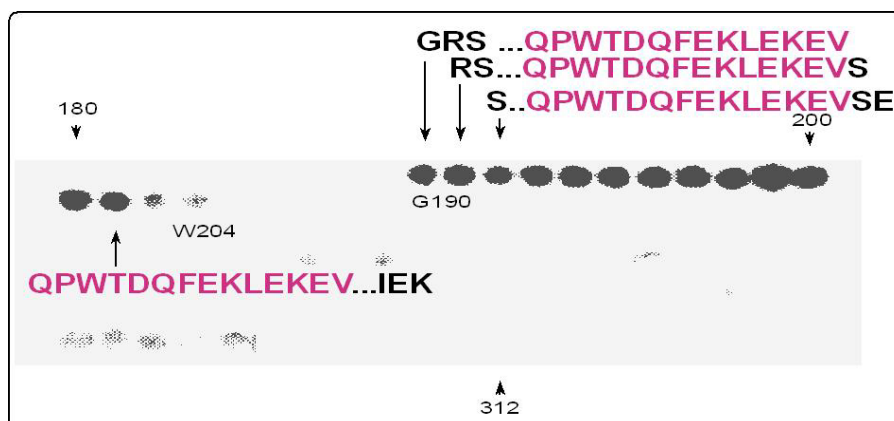 GRS ...QPWTDQFEKLEKEV
RS...QPWTDQFEKLEKEVS
S..QPWTDQFEKLEKEVSE
180
200
G190
W204
QPWTDQFEKLEKEV...IEK
312